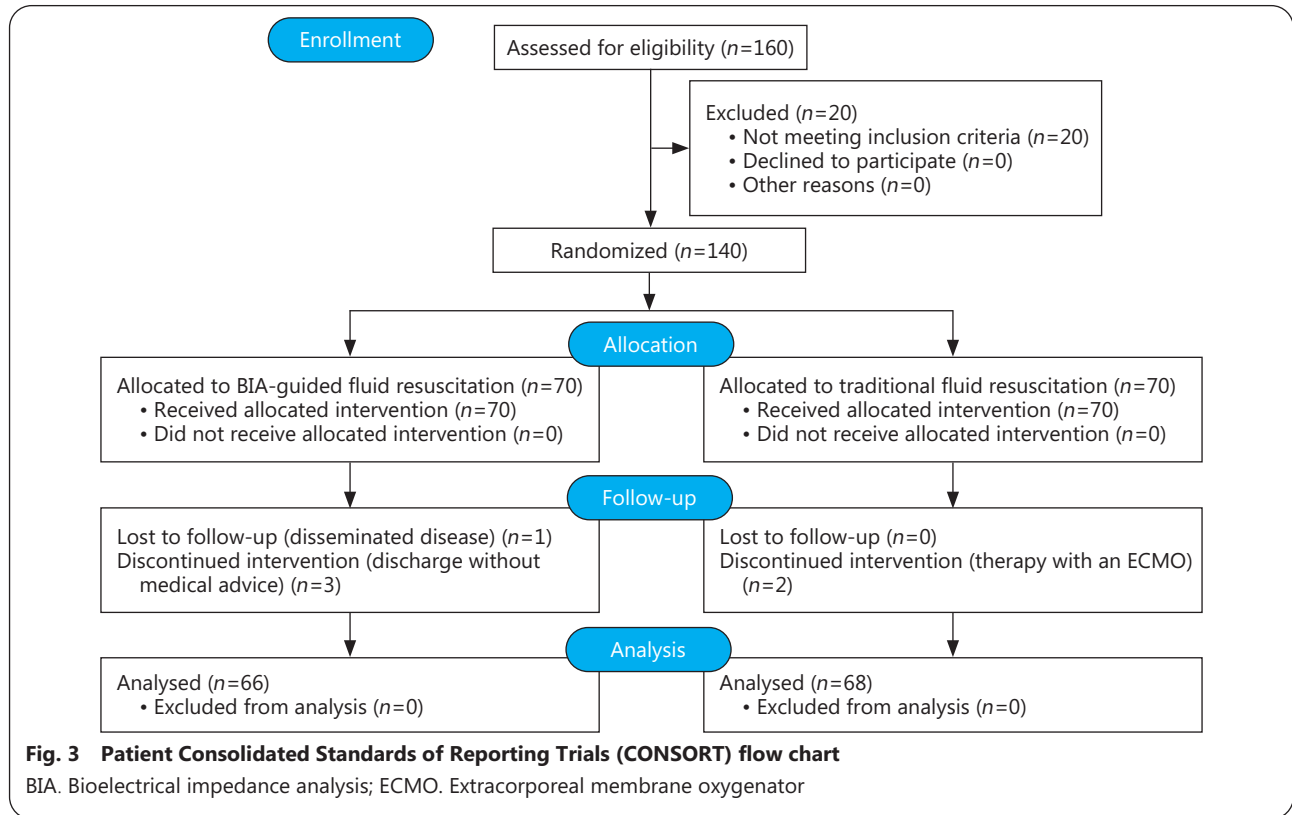 Enrollment
Assessed for eligibility (n=160)
Excluded (n=20)
• Not meeting inclusion criteria (n=20)
• Declined to participate (n=0)
• Other reasons (n=0)
Randomized (n=140)
Allocation
Allocated to BIA-guided fluid resuscitation (n=70)
• Received allocated intervention (n=70)
• Did not receive allocated intervention (n=0)
Allocated to traditional fluid resuscitation (n=70)
• Received allocated intervention (n=70)
• Did not receive allocated intervention (n=0)
Follow-up
Lost to follow-up (disseminated disease) (n=1)
Discontinued intervention (discharge without
medical advice) (n=3)
Lost to follow-up (n=0)
Discontinued intervention (therapy with an ECMO)
(n=2)
Analysis
Analysed (n=66)
• Excluded from analysis (n=0)
Analysed (n=68)
• Excluded from analysis (n=0)
Fig. 3 Patient Consolidated Standards of Reporting Trials (CONSORT) flow chart
BIA. Bioelectrical impedance analysis; ECMO. Extracorporeal membrane oxygenator